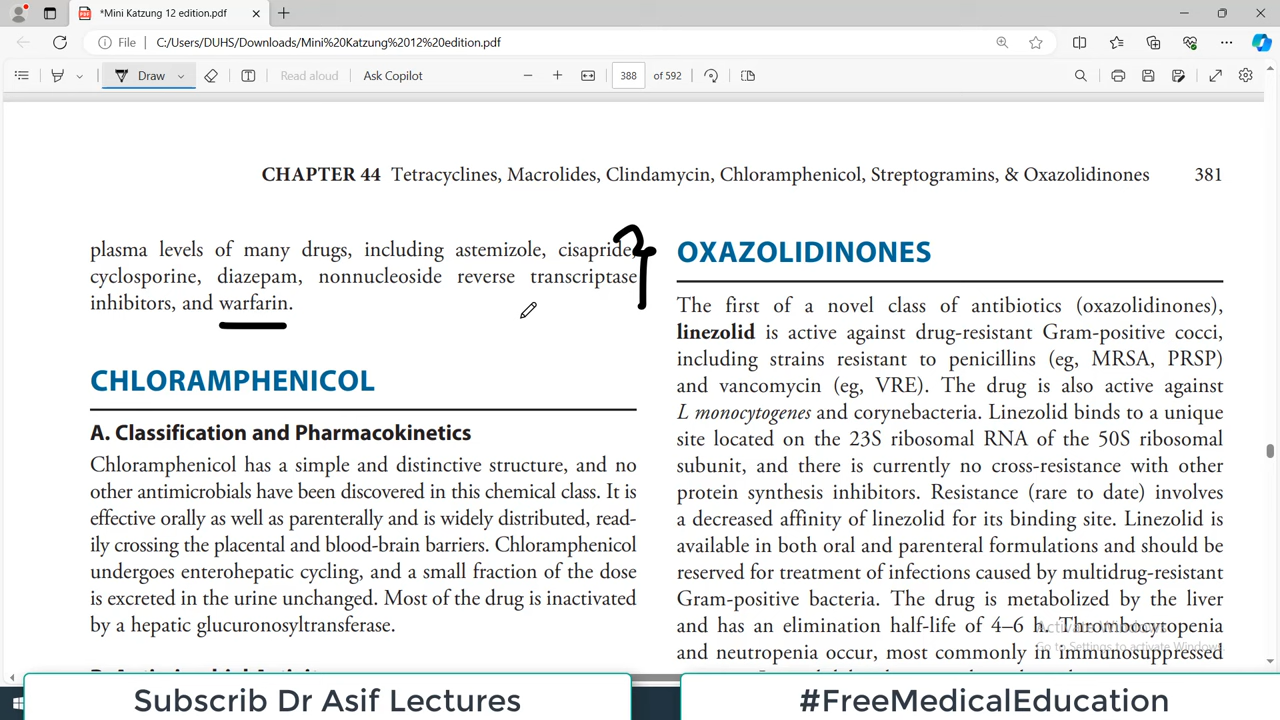 *Mini Katzung 12 edition.pdf
File
C:/Users/DUHS/Downloads/Mini%20Katzung%2012%20edition.pdf
Draw
Read aloud
Ask Copilot
388
of 592
CHAPTER 44 Tetracyclines, Macrolides, Clindamycin, Chloramphenicol, Streptogramins, & Oxazolidinones 381
plasma levels of many drugs, including astemizole, cisapride,
cyclosporine, diazepam, nonnucleoside reverse transcriptase
inhibitors, and warfarin.
CHLORAMPHENICOL
A. Classification and Pharmacokinetics
Chloramphenicol has a simple and distinctive structure, and no
other antimicrobials have been discovered in this chemical class. It is
effective orally as well as parenterally and is widely distributed, read-
ily crossing the placental and blood-brain barriers. Chloramphenicol
undergoes enterohepatic cycling, and a small fraction of the dose
is excreted in the urine unchanged. Most of the drug is inactivated
by a hepatic glucuronosyltransferase.
OXAZOLIDINONES
The first of a novel class of antibiotics (oxazolidinones),
linezolid is active against drug-resistant Gram-positive cocci,
including strains resistant to penicillins (eg, MRSA, PRSP)
and vancomycin (eg, VRE). The drug is also active against
L monocytogenes and corynebacteria. Linezolid binds to a unique
site located on the 23S ribosomal RNA of the 50S ribosomal
subunit, and there is currently no cross-resistance with other
protein synthesis inhibitors. Resistance (rare to date) involves
a decreased affinity of linezolid for its binding site. Linezolid is
available in both oral and parenteral formulations and should be
reserved for treatment of infections caused by multidrug-resistant
Gram-positive bacteria. The drug is metabolized by the liver
and has an elimination half-life of 4–6 h. Thrombocytopenia
and neutropenia occur, most commonly in immunosuppressed
Activate Windows
Go to Settings to activate Windows.
Subscrib Dr Asif Lectures
#FreeMedicalEducation